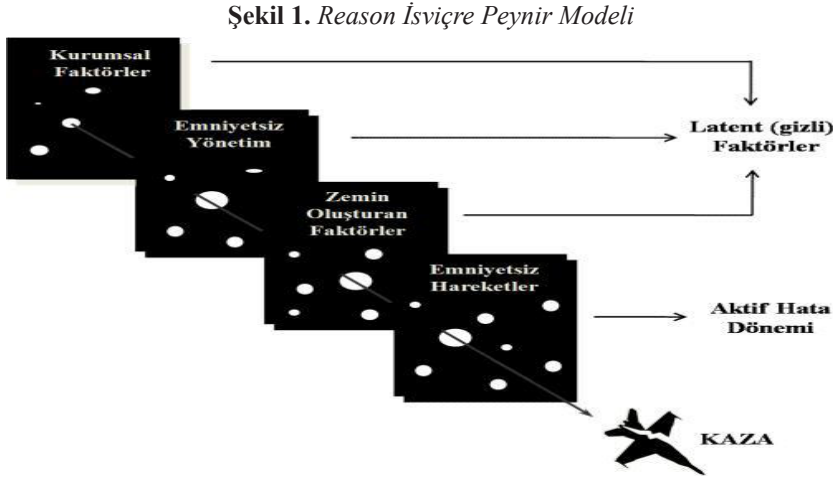 Şekil 1. Reason İsviçre Peynir Modeli
Kurumsal
Faktörler
Emniyetsiz
Yönetim
Latent (gizli)
Faktörler
Zemin
Oluşturan
Faktörler
Emniyetsiz
Hareketler
Aktif Hata
Dönemi
KAZA